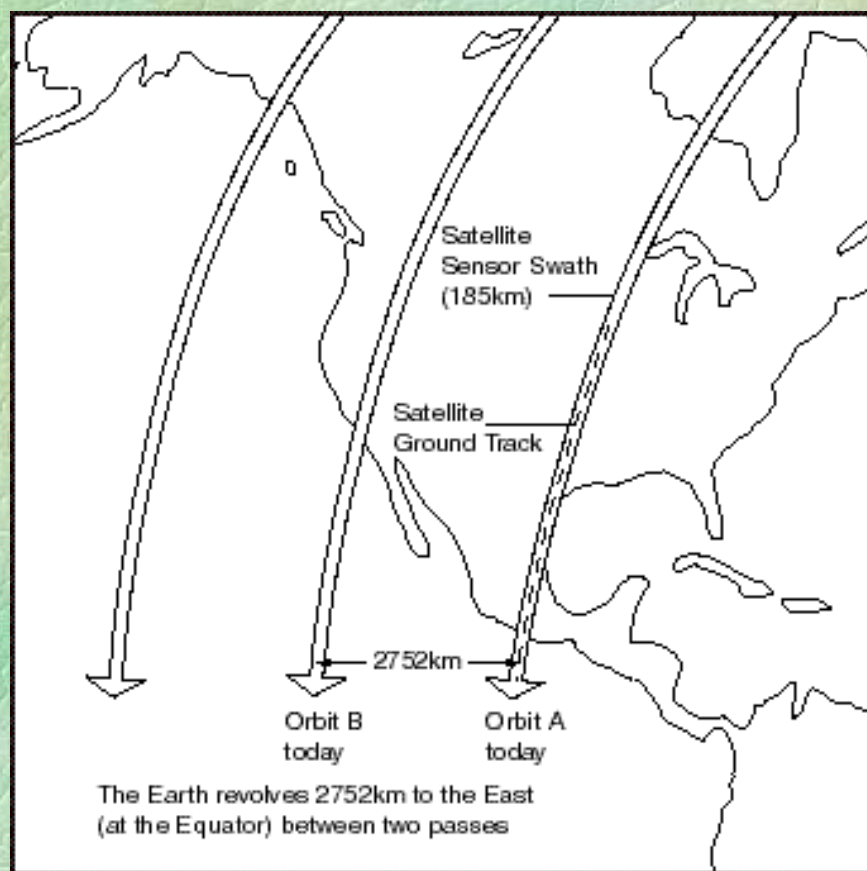 Satellite
Sensor Swath
(185km)
Satellite
Ground Track
2752km
Orbit B
today
Orbit A
today
The Earth revolves 2752km to the East
(at the Equator) between two passes